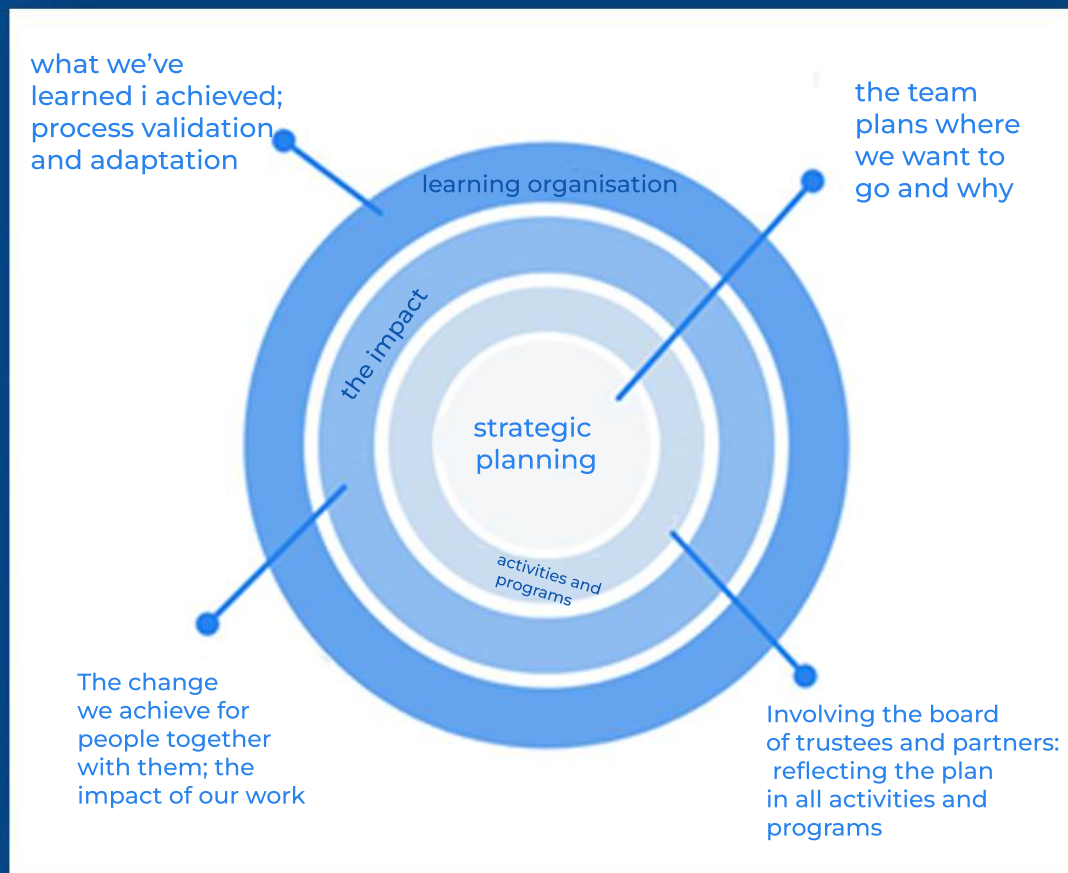 what we’ve
learned i achieved;
process validation
and adaptation
the team
plans where
we want to
go and why
learning organisation
the impact
strategic
planning
activities and
programs
The change
we achieve for
people together
with them; the
impact of our work
Involving the board
of trustees and partners:
reflecting the plan
in all activities and
programs